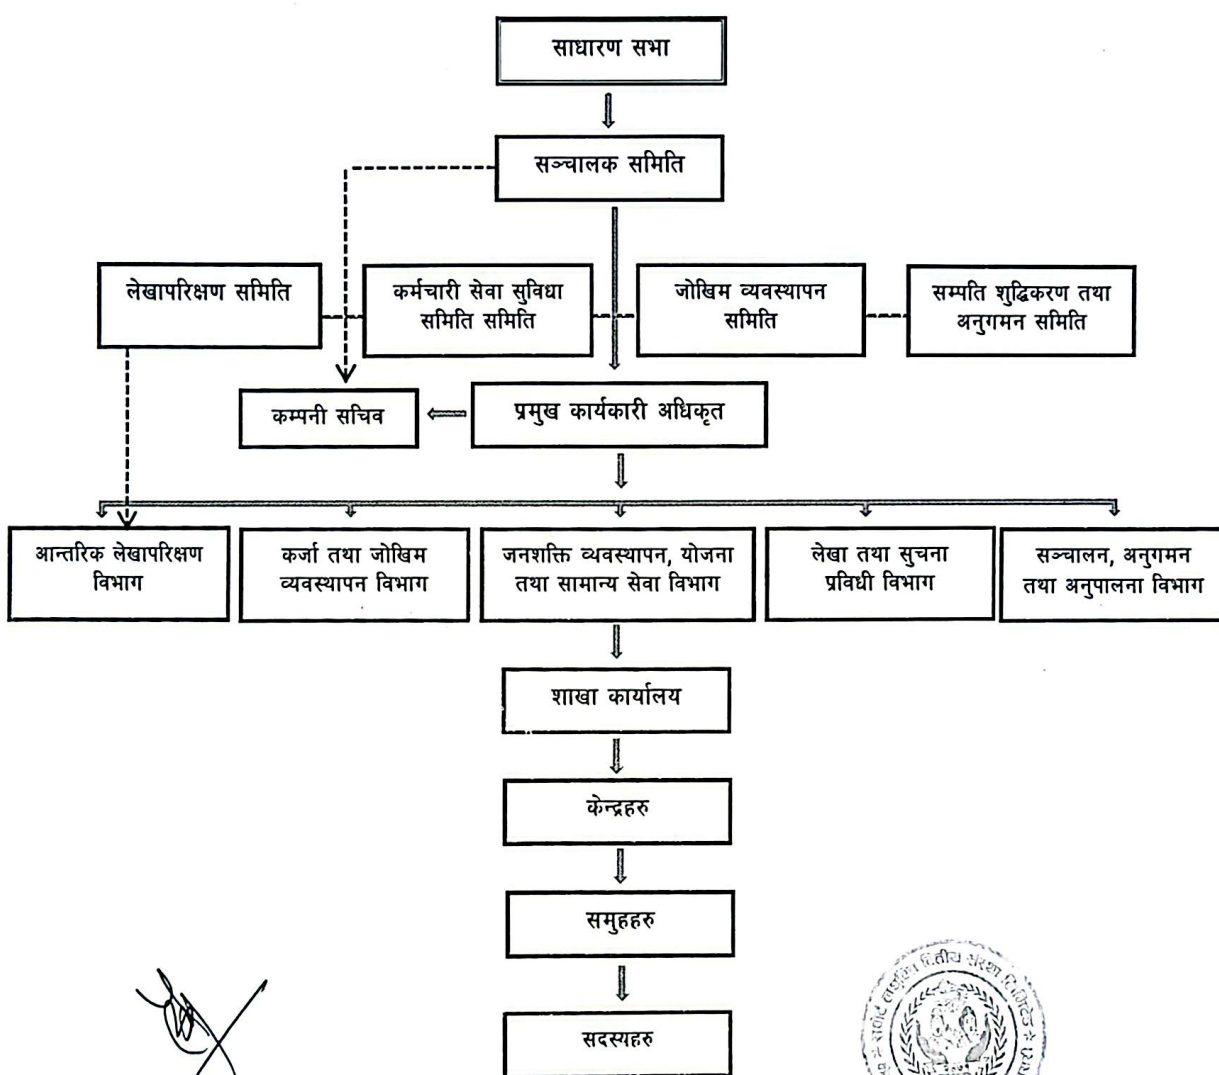 साधारण सभा
सञ्चालक समिति
लेखापरिक्षण समिति
कर्मचारी सेवा सुविधा
समिति समिति
जोखिम व्यवस्थापन
समिति
सम्पति शुद्धिकरण तथा
अनुगमन समिति
कम्पनी सचिव
प्रमुख कार्यकारी अधिकृत
आन्तरिक लेखापरिक्षण
विभाग
कर्जा तथा जोखिम
व्यवस्थापन विभाग
जनशक्ति व्यवस्थापन, योजना
तथा सामान्य सेवा विभाग
लेखा तथा सुचना
प्रविधी विभाग
सञ्चालन, अनुगमन
तथा अनुपालना विभाग
शाखा कार्यालय
केन्द्रहरु
समुहहरु
सदस्यहरु
वित्तीय संस्था लिमिटेड